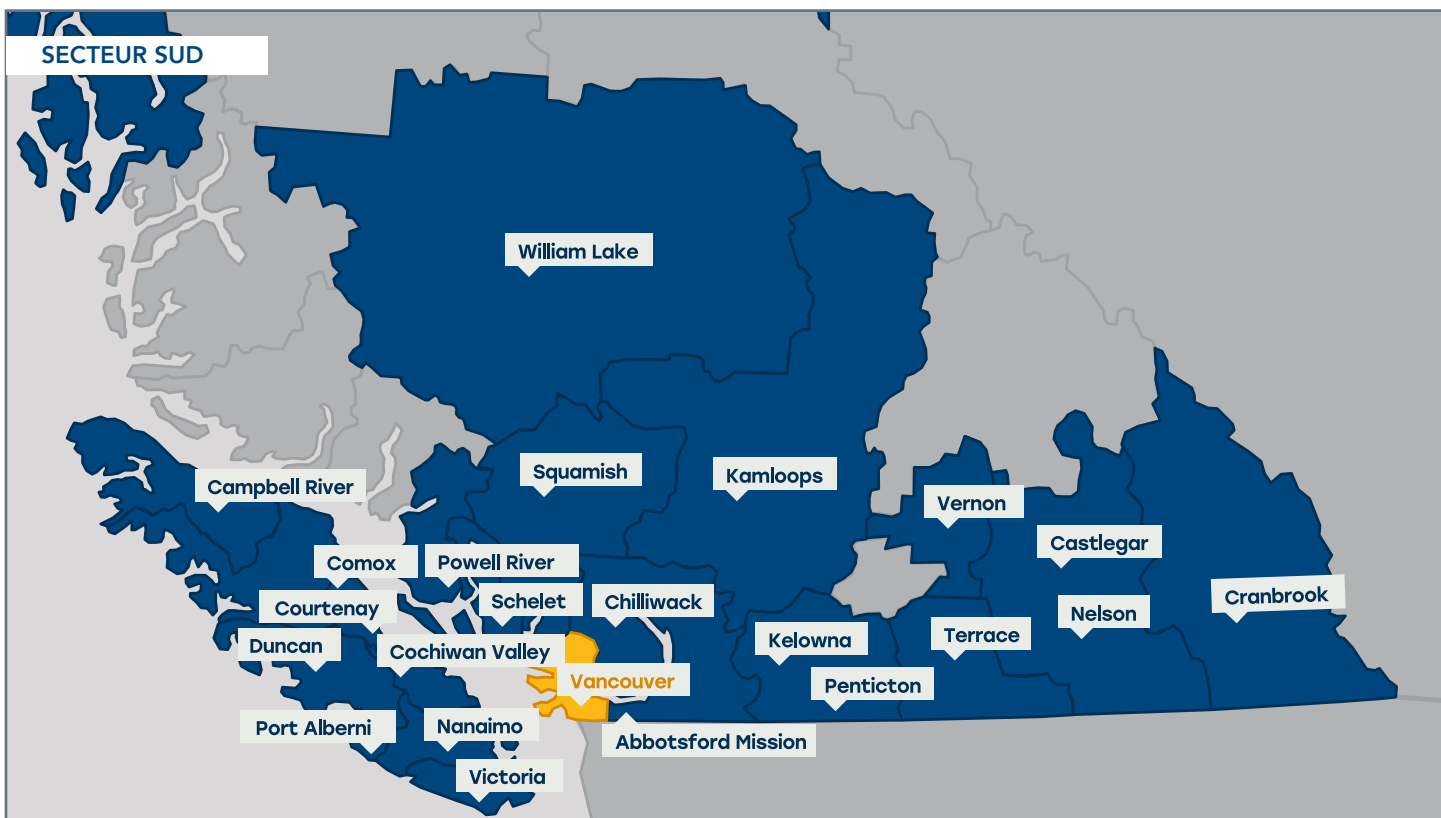 SECTEUR SUD
William Lake
Squamish
Kamloops
Campbell River
Vernon
Castlegar
Comox
Powell River
Schelet
Chilliwack
Cranbrook
Courtenay
Nelson
Duncan
Cochiwan Valley
Kelowna
Terrace
Vancouver
Penticton
Port Alberni
Nanaimo
Abbotsford Mission
Victoria